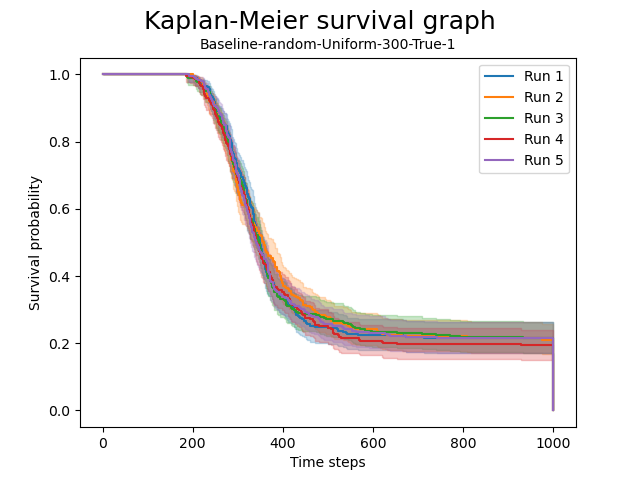 Kaplan-Meier survival graph
Baseline-random-Uniform-300-True-1
Survival probability
1.0
0.8
0.6
0.4
0.2
0.0
Run 1
Run 2
Run 3
Run 4
Run 5
0 200 400 600 800 1000
Time steps